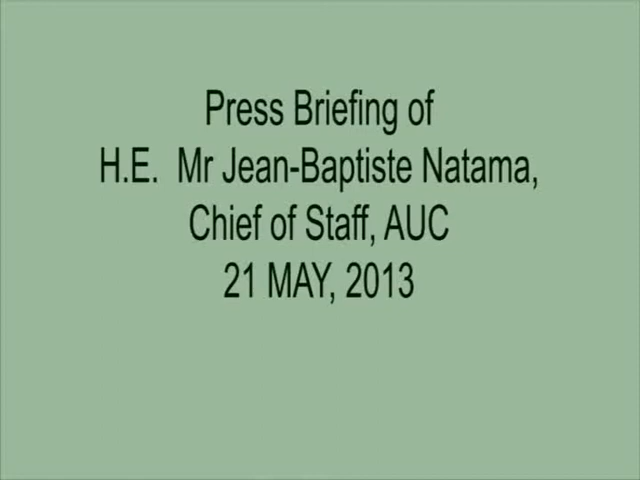 Press Briefing of
H.E.  Mr Jean-Baptiste Natama,
Chief of Staff, AUC
21 MAY, 2013